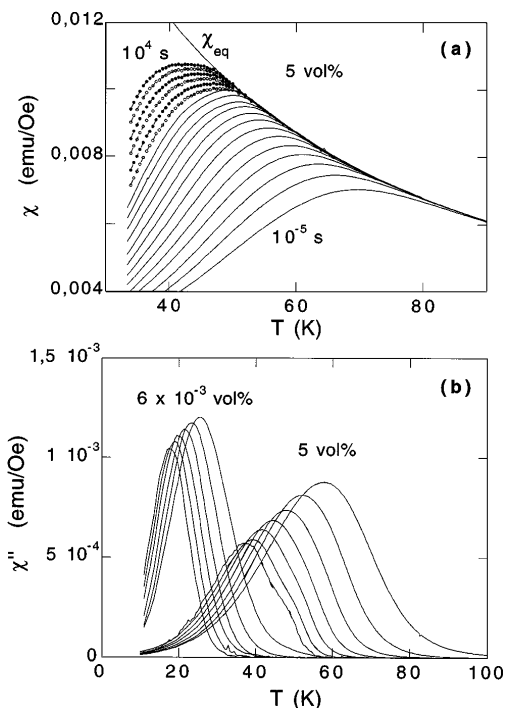 0,012
10⁴ s
χeq
(a)
5 vol%
0,008
χ (emu/Oe)
10⁻⁵ s
0,004
40 60 80
T (K)
1,5 10⁻³
(b)
6 x 10⁻³ vol%
5 vol%
1 10⁻³
χ" (emu/Oe)
5 10⁻⁴
0
0 20 40 60 80 100
T (K)